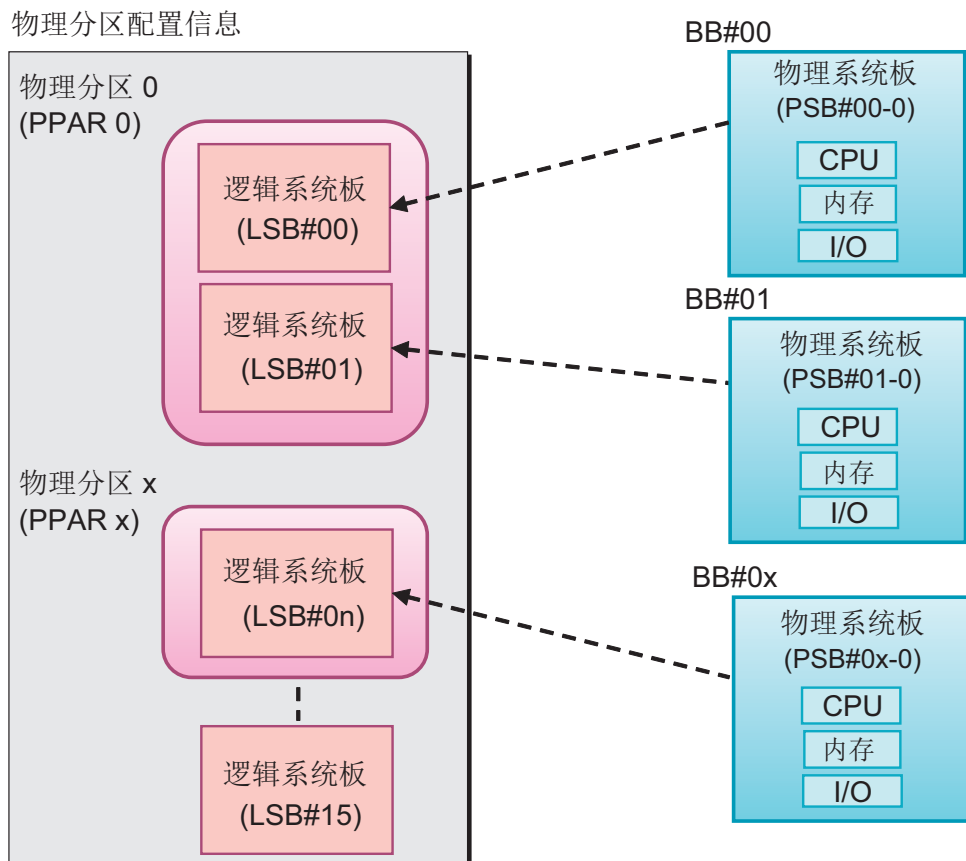 物理分区配置信息
物理分区 0
(PPAR 0)
逻辑系统板
(LSB#00)
逻辑系统板
(LSB#01)
物理分区 x
(PPAR x)
逻辑系统板
(LSB#0n)
逻辑系统板
(LSB#15)
BB#00
物理系统板
(PSB#00-0)
CPU
内存
I/O
BB#01
物理系统板
(PSB#01-0)
CPU
内存
I/O
BB#0x
物理系统板
(PSB#0x-0)
CPU
内存
I/O